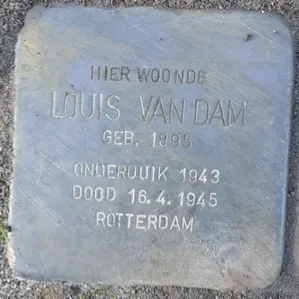 HIER WOONDE
LOUIS VAN DAM
GEB. 1895
ONDERDUIK 1943
DOOD 16.4.1945
ROTTERDAM